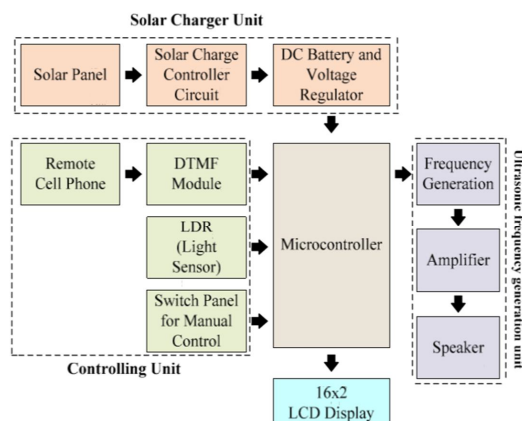 Solar Charger Unit
Solar Panel
Solar Charge
Controller
Circuit
DC Battery and
Voltage
Regulator
Remote
Cell Phone
DTMF
Module
LDR
(Light
Sensor)
Switch Panel
for Manual
Control
Controlling Unit
Microcontroller
16x2
LCD Display
Frequency
Generation
Amplifier
Speaker
Ultrasonic frequency generation unit